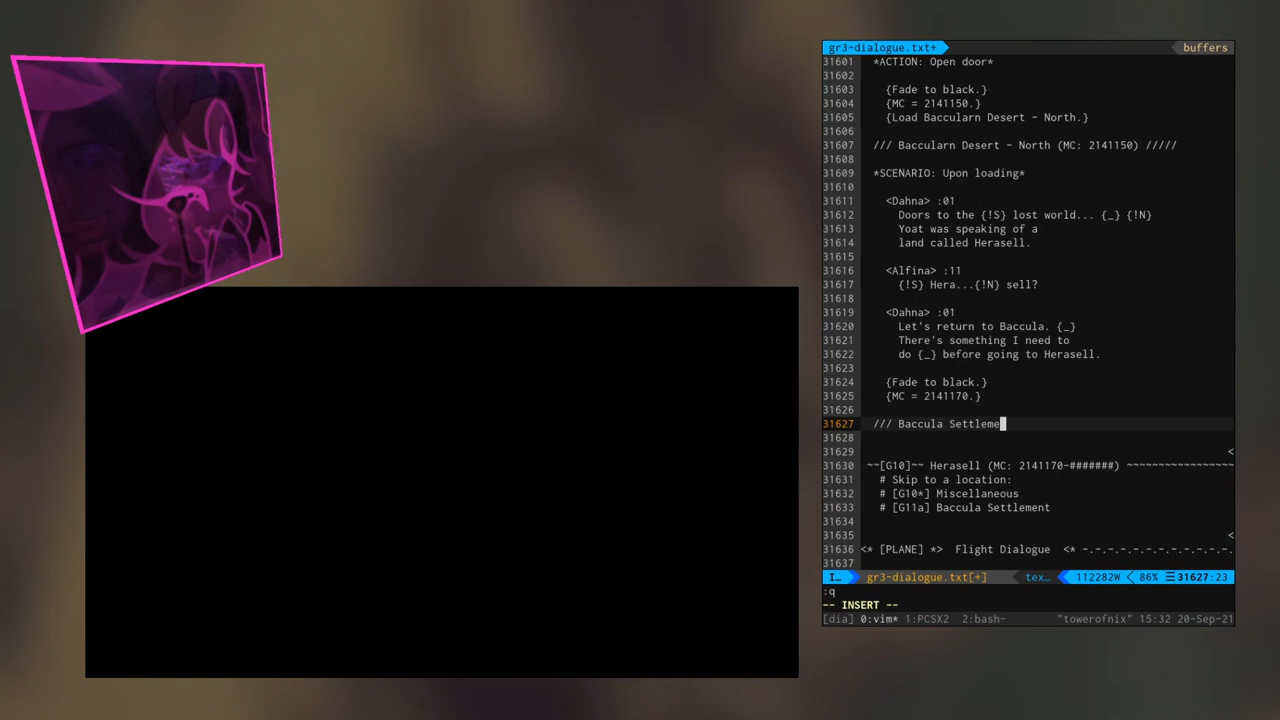 gr3-dialogue.txt+ buffers
31601 *ACTION: Open door*
31602
31603 {Fade to black.}
31604 {MC = 2141150.}
31605 {Load Baccularn Desert - North.}
31606
31607 /// Baccularn Desert - North (MC: 2141150) /////
31608
31609 *SCENARIO: Upon loading*
31610
31611 <Dahna> :01
31612 Doors to the {!S} lost world... {_} {!N}
31613 Yoat was speaking of a
31614 land called Herasell.
31615
31616 <Alfina> :11
31617 {!S} Hera...{!N} sell?
31618
31619 <Dahna> :01
31620 Let's return to Baccula. {_}
31621 There's something I need to
31622 do {_} before going to Herasell.
31623
31624 {Fade to black.}
31625 {MC = 2141170.}
31626
31627 /// Baccula Settleme
31628
31629 <
31630 ~~[G10]~~ Herasell (MC: 2141170-#######) ~~~~~~~~~~~~~~~~~
31631 # Skip to a location:
31632 # [G10*] Miscellaneous
31633 # [G11a] Baccula Settlement
31634
31635 <
31636 <* [PLANE] *> Flight Dialogue <* -.-.-.-.-.-.-.-.-.-.-.-.
31637
I… gr3-dialogue.txt[+] tex… 112282W 86% ☰31627:23
:q
-- INSERT --
[dia] 0:vim* 1:PCSX2 2:bash- "towerofnix" 15:32 20-Sep-21